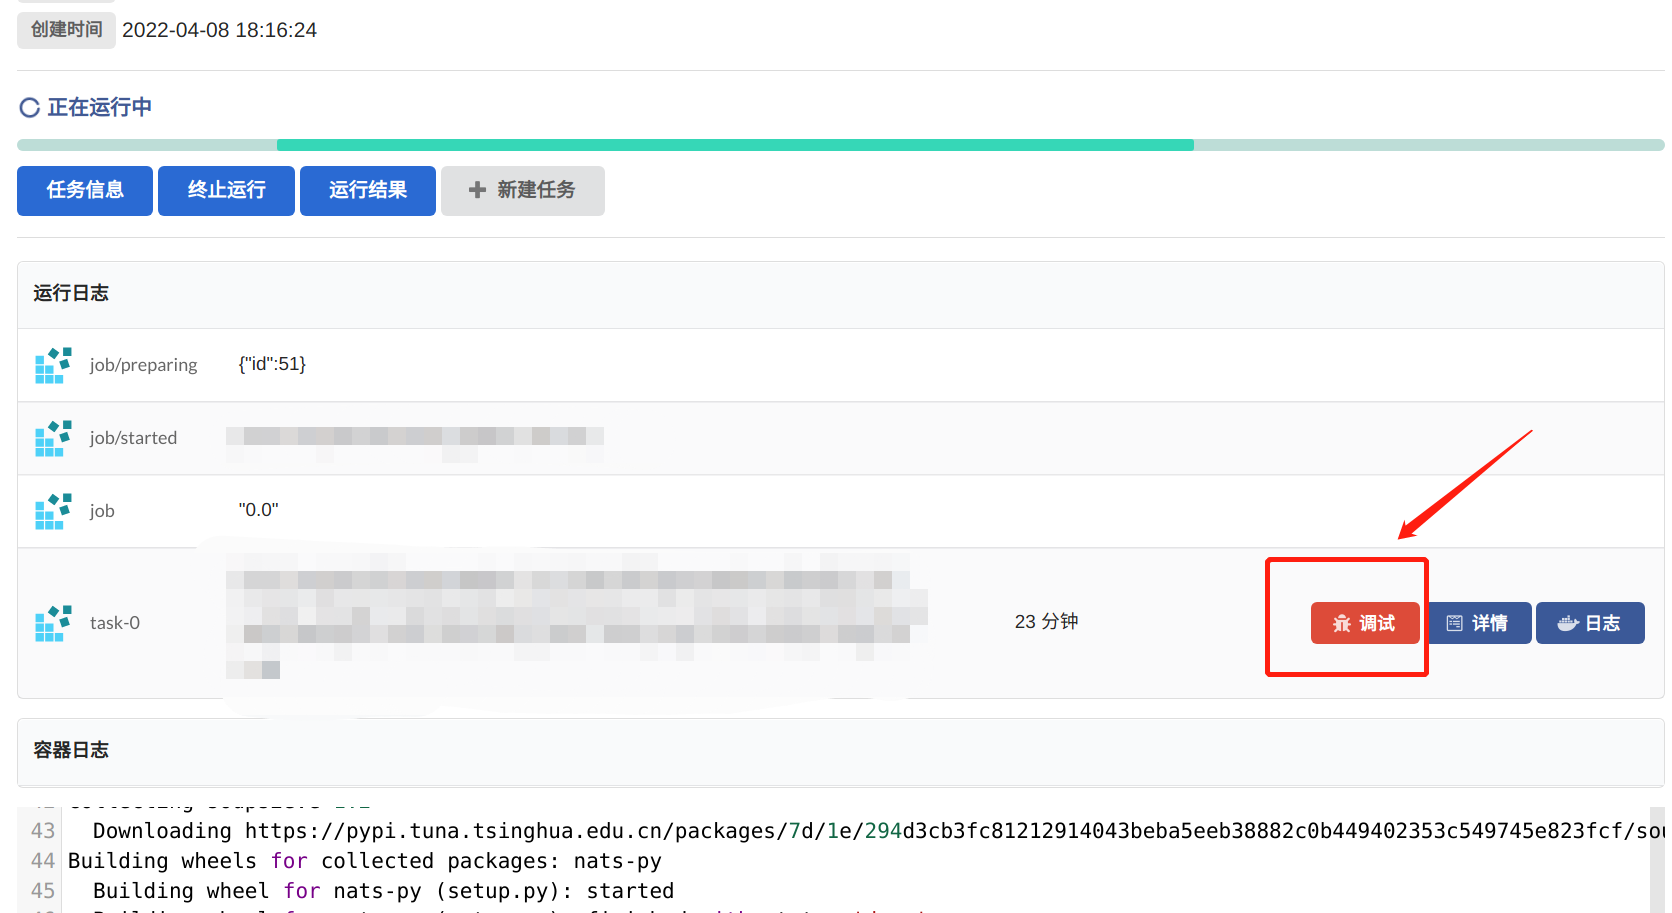 创建时间 2022-04-08 18:16:24
正在运行中
任务信息 终止运行 运行结果 新建任务
运行日志
job/preparing {"id":51}
job/started
job "0.0"
task-0 23 分钟 调试 详情 日志
容器日志
43 Downloading https://pypi.tuna.tsinghua.edu.cn/packages/7d/1e/294d3cb3fc81212914043beba5eeb38882c0b449402353c549745e823fcf/sou
44 Building wheels for collected packages: nats-py
45 Building wheel for nats-py (setup.py): started